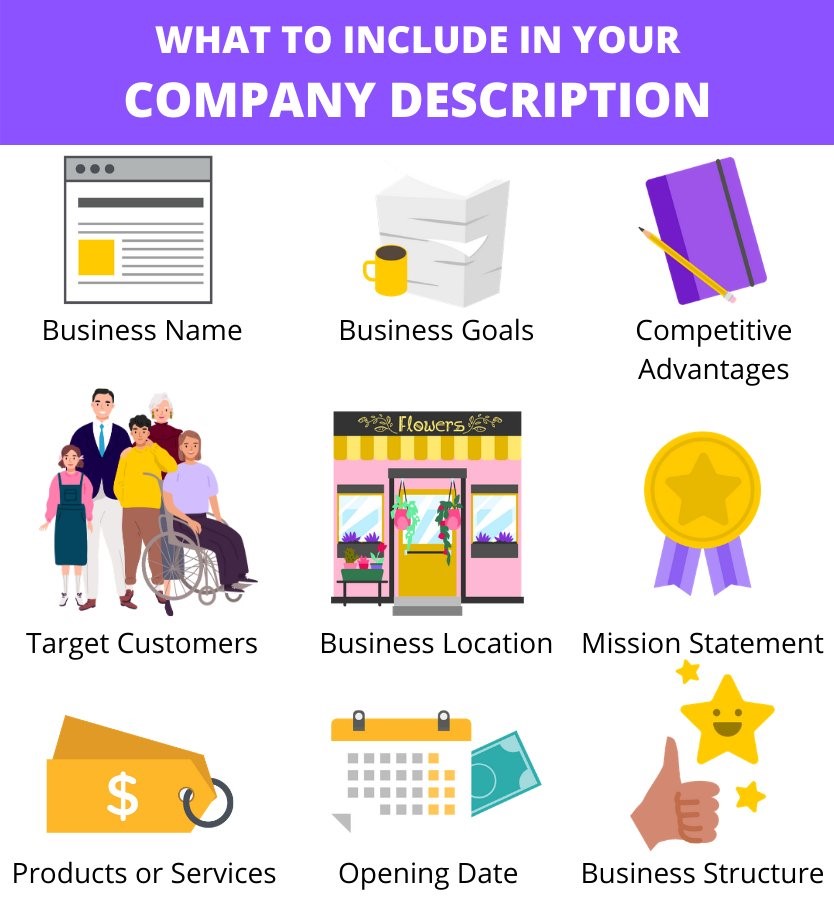 WHAT TO INCLUDE IN YOUR
COMPANY DESCRIPTION
Business Name
Business Goals
Competitive
Advantages
Flowers
Target Customers
Business Location
Mission Statement
$
Products or Services
Opening Date
Business Structure